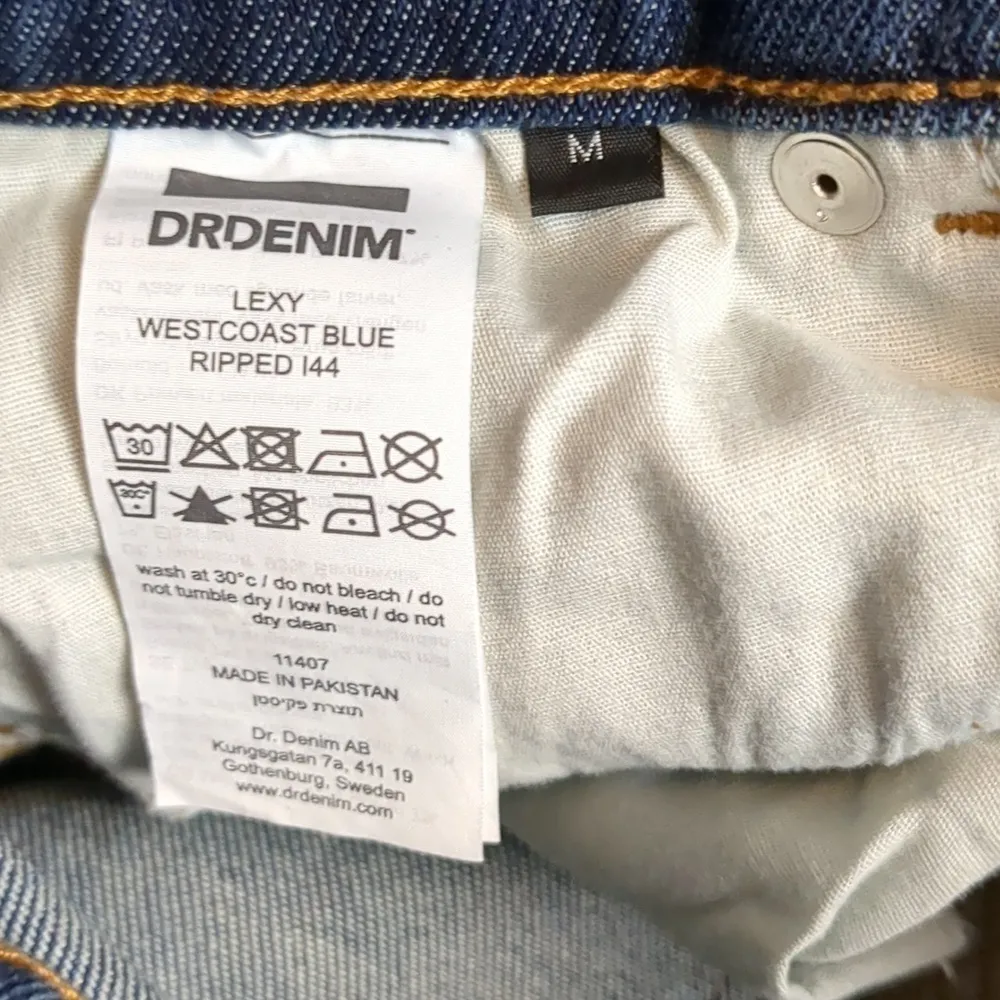 DRDENIM
M
LEXY
WESTCOAST BLUE
RIPPED I44
30
30C°
wash at 30°c / do not bleach / do
not tumble dry / low heat / do not
dry clean
11407
MADE IN PAKISTAN
תוצרת פקיסטן
Dr. Denim AB
Kungsgatan 7a, 411 19
Gothenburg, Sweden
www.drdenim.com